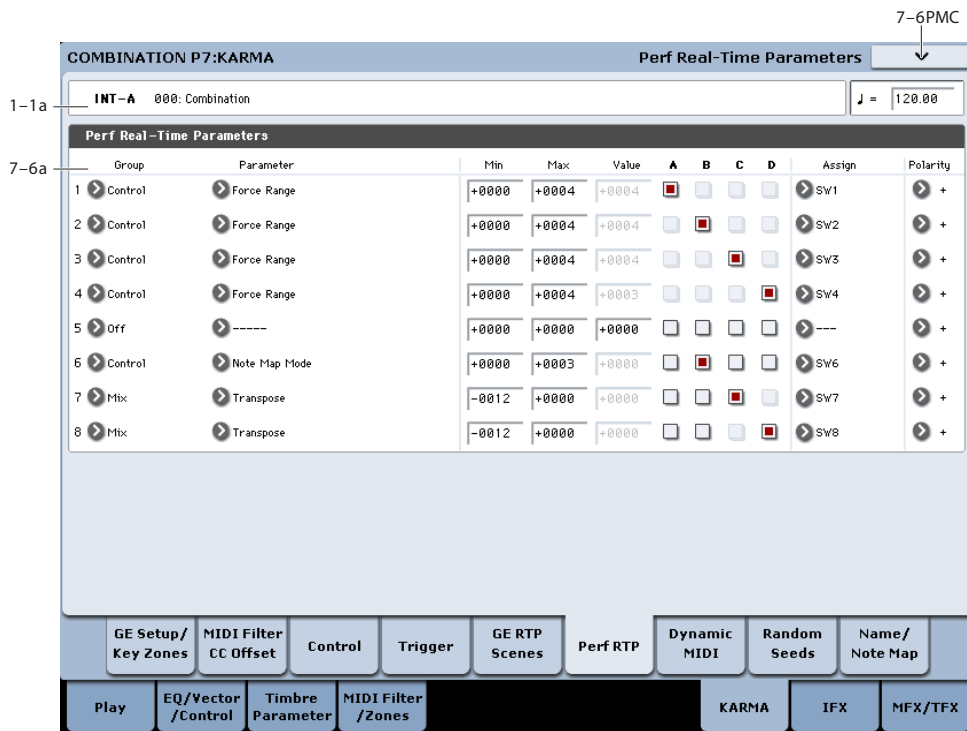 7–6PMC
COMBINATION P7:KARMA Perf Real-Time Parameters
1–1a
INT-A 000: Combination ♩ = 120.00
Perf Real-Time Parameters
7–6a
Group Parameter Min Max Value A B C D Assign Polarity
1 Control Force Range +0000 +0004 +0004 SW1 +
2 Control Force Range +0000 +0004 +0004 SW2 +
3 Control Force Range +0000 +0004 +0004 SW3 +
4 Control Force Range +0000 +0004 +0003 SW4 +
5 Off ----- +0000 +0000 +0000 --- +
6 Control Note Map Mode +0000 +0003 +0000 SW6 +
7 Mix Transpose -0012 +0000 +0000 SW7 +
8 Mix Transpose -0012 +0000 +0000 SW8 +
GE Setup/
Key Zones
MIDI Filter
CC Offset
Control
Trigger
GE RTP
Scenes
Perf RTP
Dynamic
MIDI
Random
Seeds
Name/
Note Map
Play
EQ/Vector
/Control
Timbre
Parameter
MIDI Filter
/Zones
KARMA
IFX
MFX/TFX